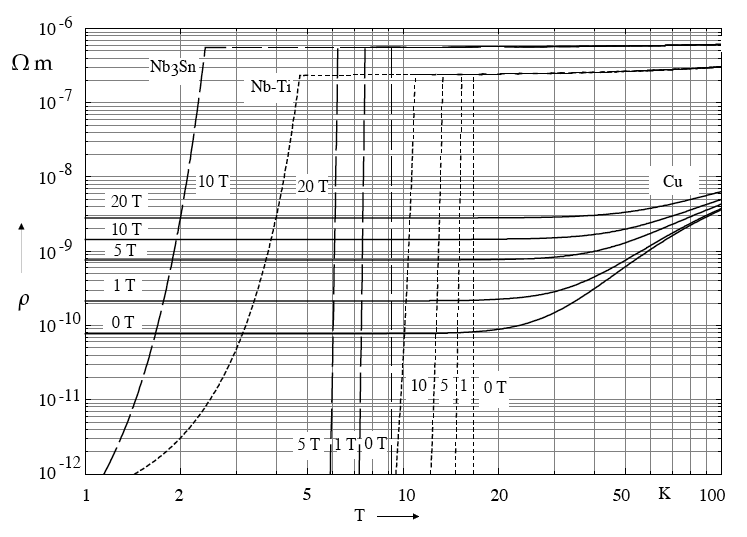 10-6
Ωm
Nb3Sn
Nb-Ti
10-7
10-8
10 T
20 T
Cu
20 T
10 T
5 T
10-9
1 T
ρ
0 T
10-10
10 5 1 0 T
10-11
5 T 1 T 0 T
10-12
1 2 5 10 20 50 K 100
T